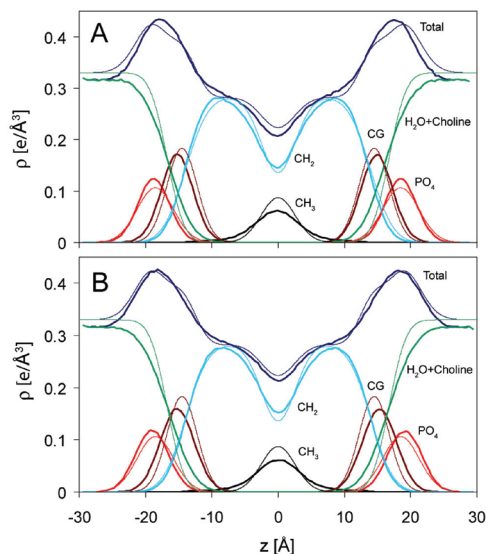 A
Total
H₂O+Choline
CG
CH₂
PO₄
CH₃
0.4
0.3
0.2
0.1
0
ρ [e/Å³]
B
Total
H₂O+Choline
CG
CH₂
PO₄
CH₃
0.4
0.3
0.2
0.1
0
ρ [e/Å³]
-30 -20 -10 0 10 20 30
z [Å]